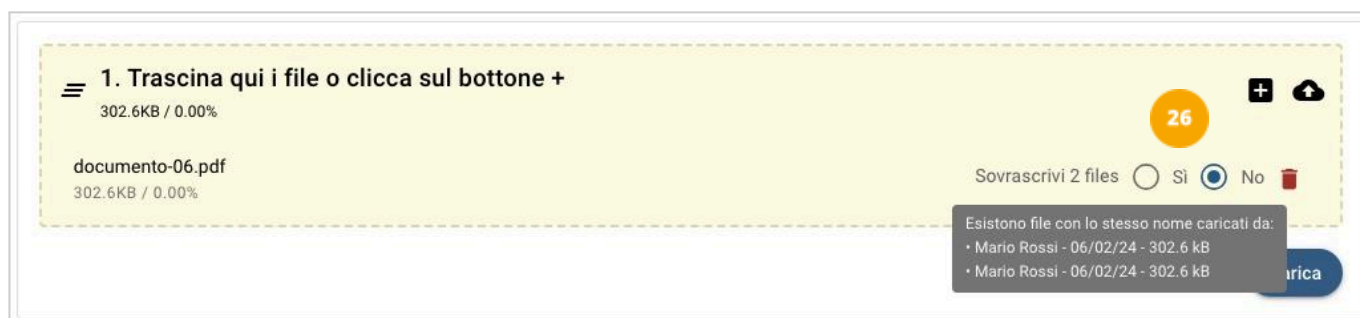 1. Trascina qui i file o clicca sul bottone +
302.6KB / 0.00%
26
documento-06.pdf
302.6KB / 0.00%
Sovrascrivi 2 files Sì No
Esistono file con lo stesso nome caricati da:
• Mario Rossi - 06/02/24 - 302.6 kB
• Mario Rossi - 06/02/24 - 302.6 kB